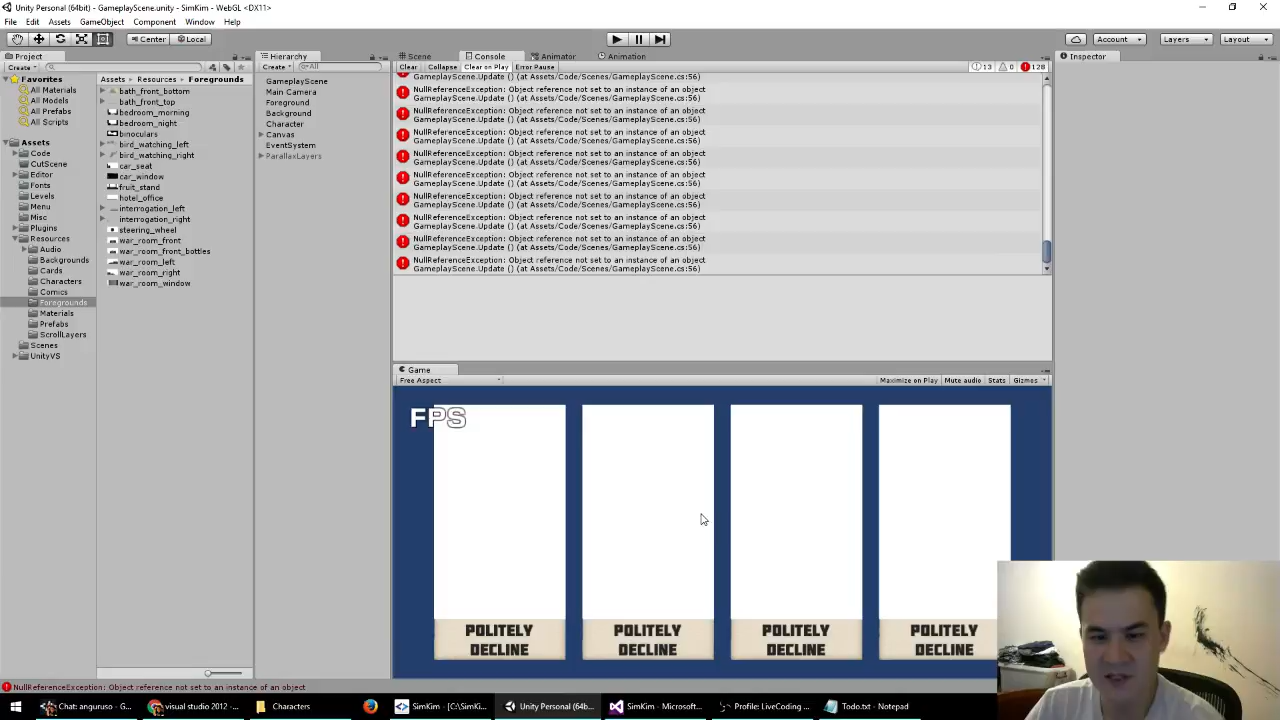 Unity Personal (64bit) - GameplayScene.unity - SimKim - WebGL <DX11>
File Edit Assets GameObject Component Window Help
Center Local Account Layers Layout
Project Hierarchy Scene Console Animator Animation Inspector
Create Create All Clear Collapse Clear on Play Error Pause 13 0 128
Favorites
All Materials
All Models
All Prefabs
All Scripts
Assets
Code
CutScene
Editor
Fonts
Levels
Menu
Misc
Plugins
Resources
Audio
Backgrounds
Cards
Characters
Comics
Foregrounds
Materials
Prefabs
ScrollLayers
Scenes
UnityVS
Assets Resources Foregrounds
bath_front_bottom
bath_front_top
bedroom_morning
bedroom_night
binoculars
bird_watching_left
bird_watching_right
car_seat
car_window
fruit_stand
hotel_office
interrogation_left
interrogation_right
steering_wheel
war_room_front
war_room_front_bottles
war_room_left
war_room_right
war_room_window
GameplayScene
Main Camera
Foreground
Background
Character
Canvas
EventSystem
ParallaxLayers
GameplayScene.Update () (at Assets/Code/Scenes/GameplayScene.cs:56)
NullReferenceException: Object reference not set to an instance of an object
GameplayScene.Update () (at Assets/Code/Scenes/GameplayScene.cs:56)
NullReferenceException: Object reference not set to an instance of an object
GameplayScene.Update () (at Assets/Code/Scenes/GameplayScene.cs:56)
NullReferenceException: Object reference not set to an instance of an object
GameplayScene.Update () (at Assets/Code/Scenes/GameplayScene.cs:56)
NullReferenceException: Object reference not set to an instance of an object
GameplayScene.Update () (at Assets/Code/Scenes/GameplayScene.cs:56)
NullReferenceException: Object reference not set to an instance of an object
GameplayScene.Update () (at Assets/Code/Scenes/GameplayScene.cs:56)
NullReferenceException: Object reference not set to an instance of an object
GameplayScene.Update () (at Assets/Code/Scenes/GameplayScene.cs:56)
NullReferenceException: Object reference not set to an instance of an object
GameplayScene.Update () (at Assets/Code/Scenes/GameplayScene.cs:56)
NullReferenceException: Object reference not set to an instance of an object
GameplayScene.Update () (at Assets/Code/Scenes/GameplayScene.cs:56)
NullReferenceException: Object reference not set to an instance of an object
GameplayScene.Update () (at Assets/Code/Scenes/GameplayScene.cs:56)
Game
Free Aspect Maximize on Play Mute audio Stats Gizmos
FPS
POLITELY DECLINE
POLITELY DECLINE
POLITELY DECLINE
POLITELY DECLINE
NullReferenceException: Object reference not set to an instance of an object
Chat: anguruso - G... visual studio 2012 - ... Characters SimKim - [C:\SimK... Unity Personal (64b... SimKim - Microsoft... Profile: LiveCoding ... Todo.txt - Notepad